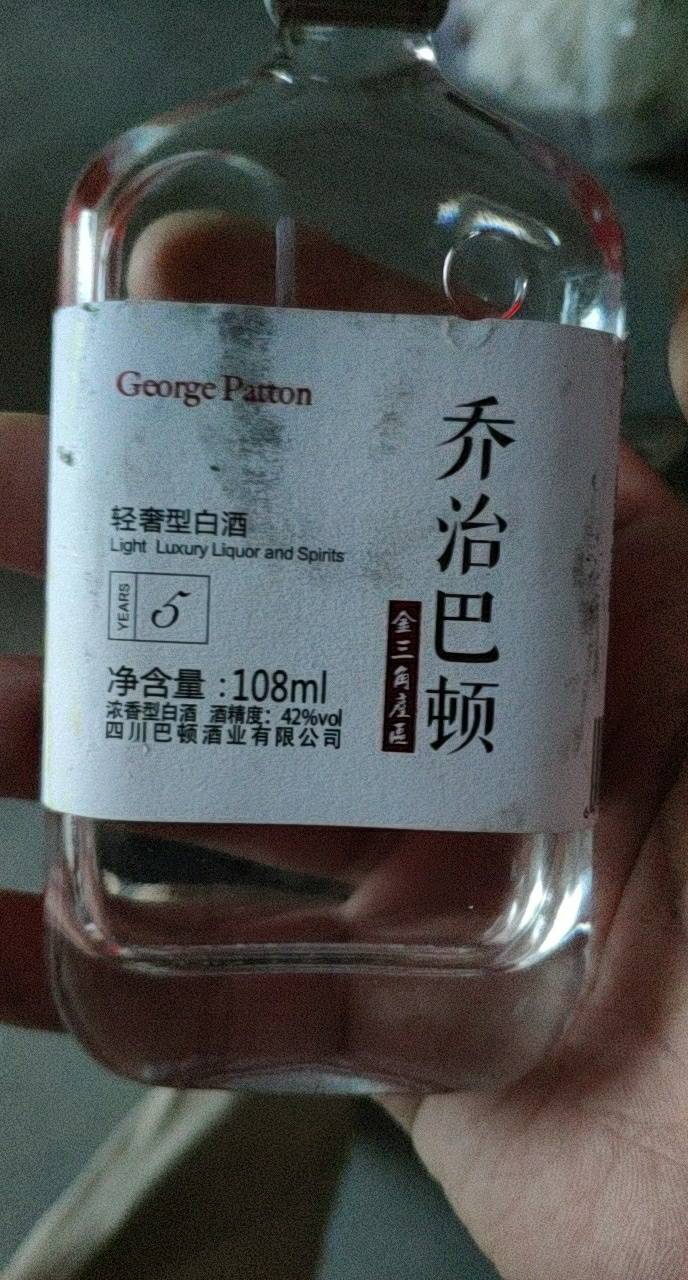 George Patton
轻奢型白酒
Light Luxury Liquor and Spirits
YEARS
5
净含量:108ml
浓香型白酒 酒精度:42%vol
四川巴顿酒业有限公司
乔治巴顿
金三角產區